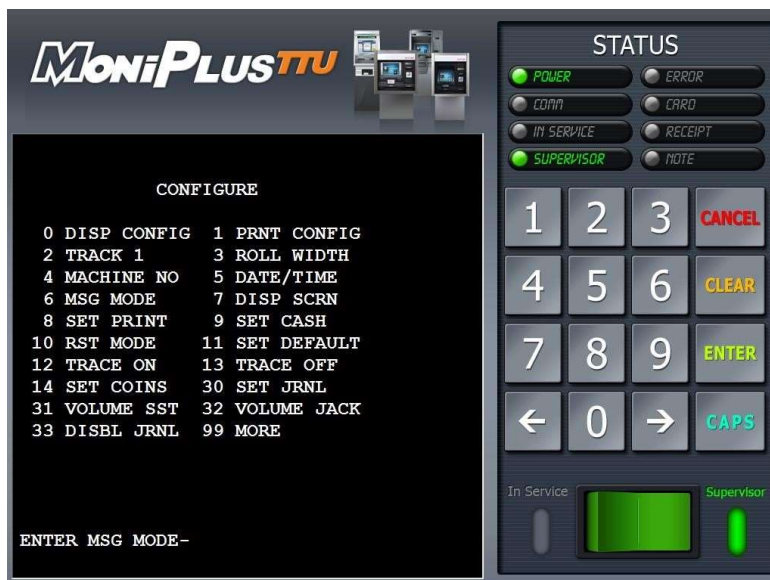 MONiPLUS TTU
CONFIGURE
0 DISP CONFIG 1 PRNT CONFIG
2 TRACK 1 3 ROLL WIDTH
4 MACHINE NO 5 DATE/TIME
6 MSG MODE 7 DISP SCRN
8 SET PRINT 9 SET CASH
10 RST MODE 11 SET DEFAULT
12 TRACE ON 13 TRACE OFF
14 SET COINS 30 SET JRNL
31 VOLUME SST 32 VOLUME JACK
33 DISBL JRNL 99 MORE
ENTER MSG MODE-
STATUS
POWER ERROR
COMM CARD
IN SERVICE RECEIPT
SUPERVISOR NOTE
1 2 3 CANCEL
4 5 6 CLEAR
7 8 9 ENTER
← 0 → CAPS
In Service Supervisor